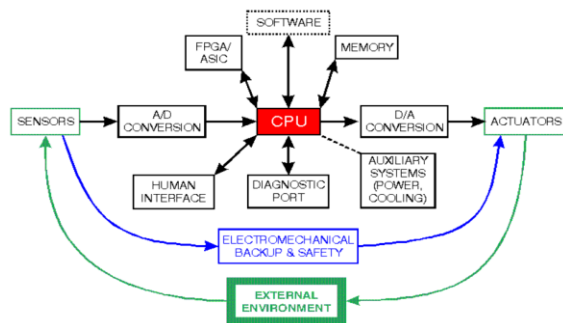 SOFTWARE
FPGA/
ASIC
MEMORY
SENSORS
A/D
CONVERSION
CPU
D/A
CONVERSION
ACTUATORS
HUMAN
INTERFACE
DIAGNOSTIC
PORT
AUXILIARY
SYSTEMS
(POWER,
COOLING)
ELECTROMECHANICAL
BACKUP & SAFETY
EXTERNAL
ENVIRONMENT